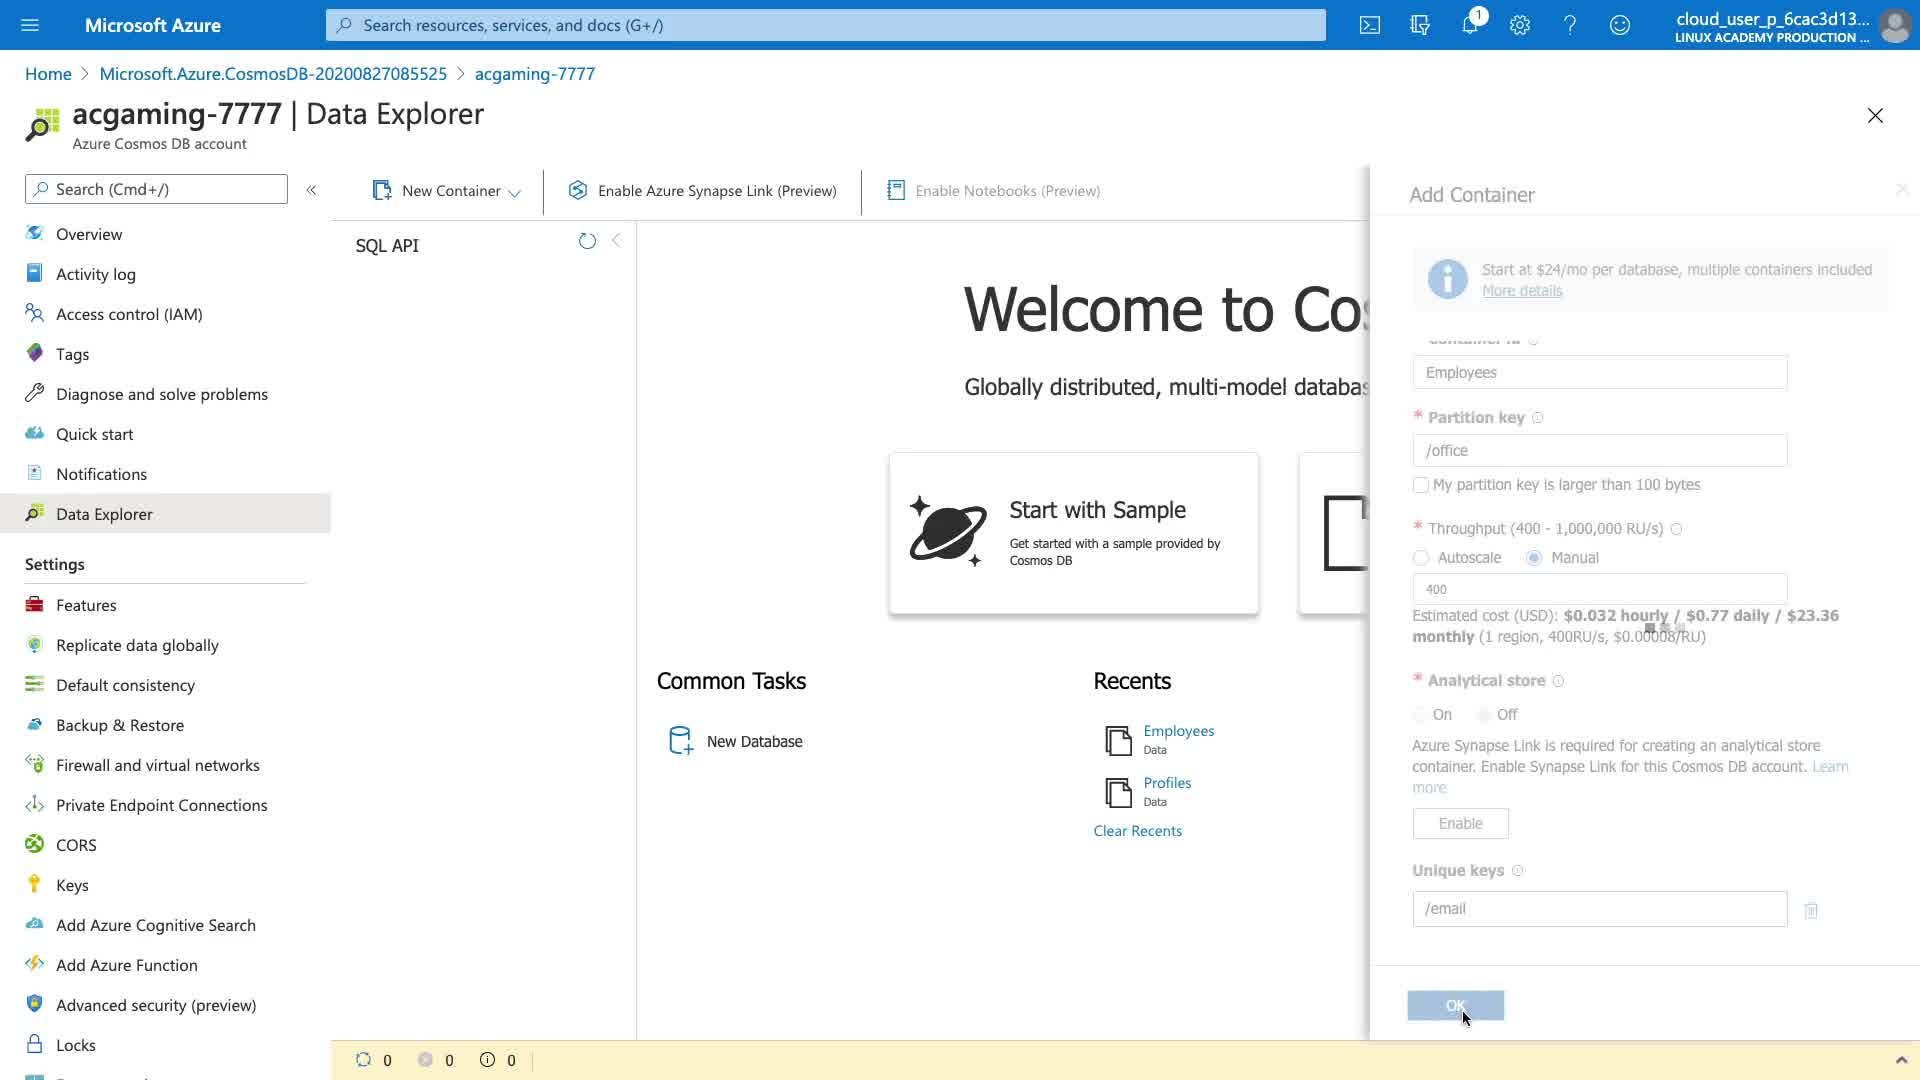 Microsoft Azure
Search resources, services, and docs (G+/)
1
cloud_user_p_6cac3d13...
LINUX ACADEMY PRODUCTION ...
Home > Microsoft.Azure.CosmosDB-20200827085525 > acgaming-7777
acgaming-7777 | Data Explorer
Azure Cosmos DB account
Search (Cmd+/)
Overview
Activity log
Access control (IAM)
Tags
Diagnose and solve problems
Quick start
Notifications
Data Explorer
Settings
Features
Replicate data globally
Default consistency
Backup & Restore
Firewall and virtual networks
Private Endpoint Connections
CORS
Keys
Add Azure Cognitive Search
Add Azure Function
Advanced security (preview)
Locks
New Container
Enable Azure Synapse Link (Preview)
Enable Notebooks (Preview)
SQL API
Welcome to Cos
Globally distributed, multi-model databas
Start with Sample
Get started with a sample provided by
Cosmos DB
Common Tasks
New Database
Recents
Employees
Data
Profiles
Data
Clear Recents
Add Container
Start at $24/mo per database, multiple containers included
More details
Employees
* Partition key
/office
My partition key is larger than 100 bytes
* Throughput (400 - 1,000,000 RU/s)
Autoscale Manual
400
Estimated cost (USD): $0.032 hourly / $0.77 daily / $23.36
monthly (1 region, 400RU/s, $0.00008/RU)
* Analytical store
On Off
Azure Synapse Link is required for creating an analytical store
container. Enable Synapse Link for this Cosmos DB account. Learn
more
Enable
Unique keys
/email
OK
0 0 0